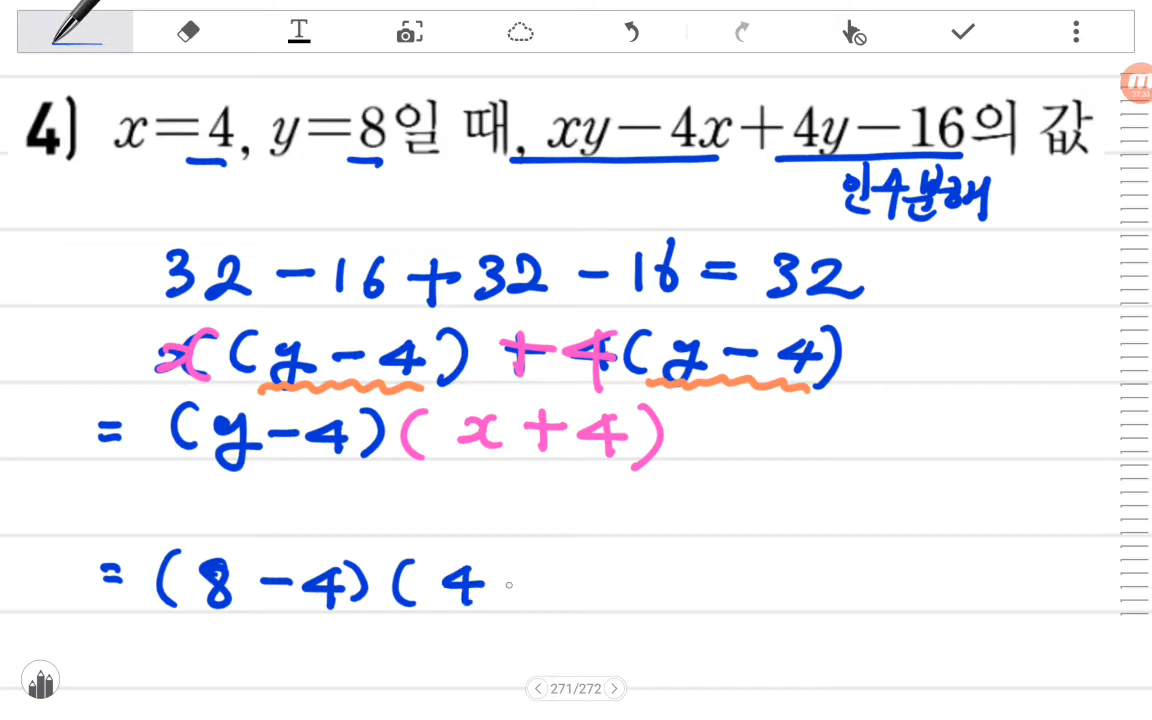 T
4) x=4, y=8일 때, xy-4x+4y-16의 값
인수분해
32 - 16 + 32 - 16 = 32
x(y-4) + 4(y-4)
= (y-4)(x+4)
= (8-4)(4
271/272